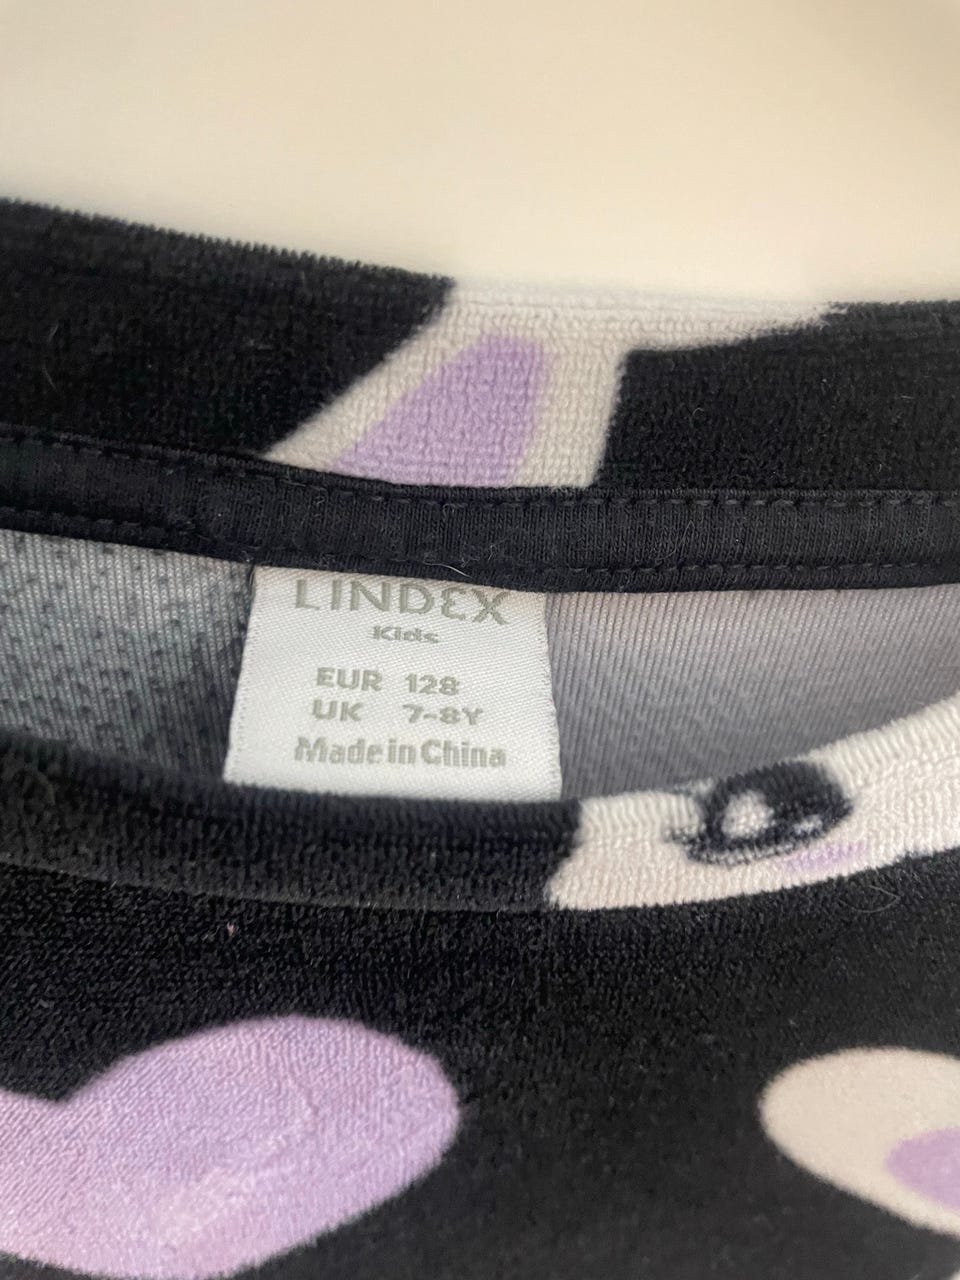 LINDEX
Kids
EUR 128
UK 7-8Y
Made in China